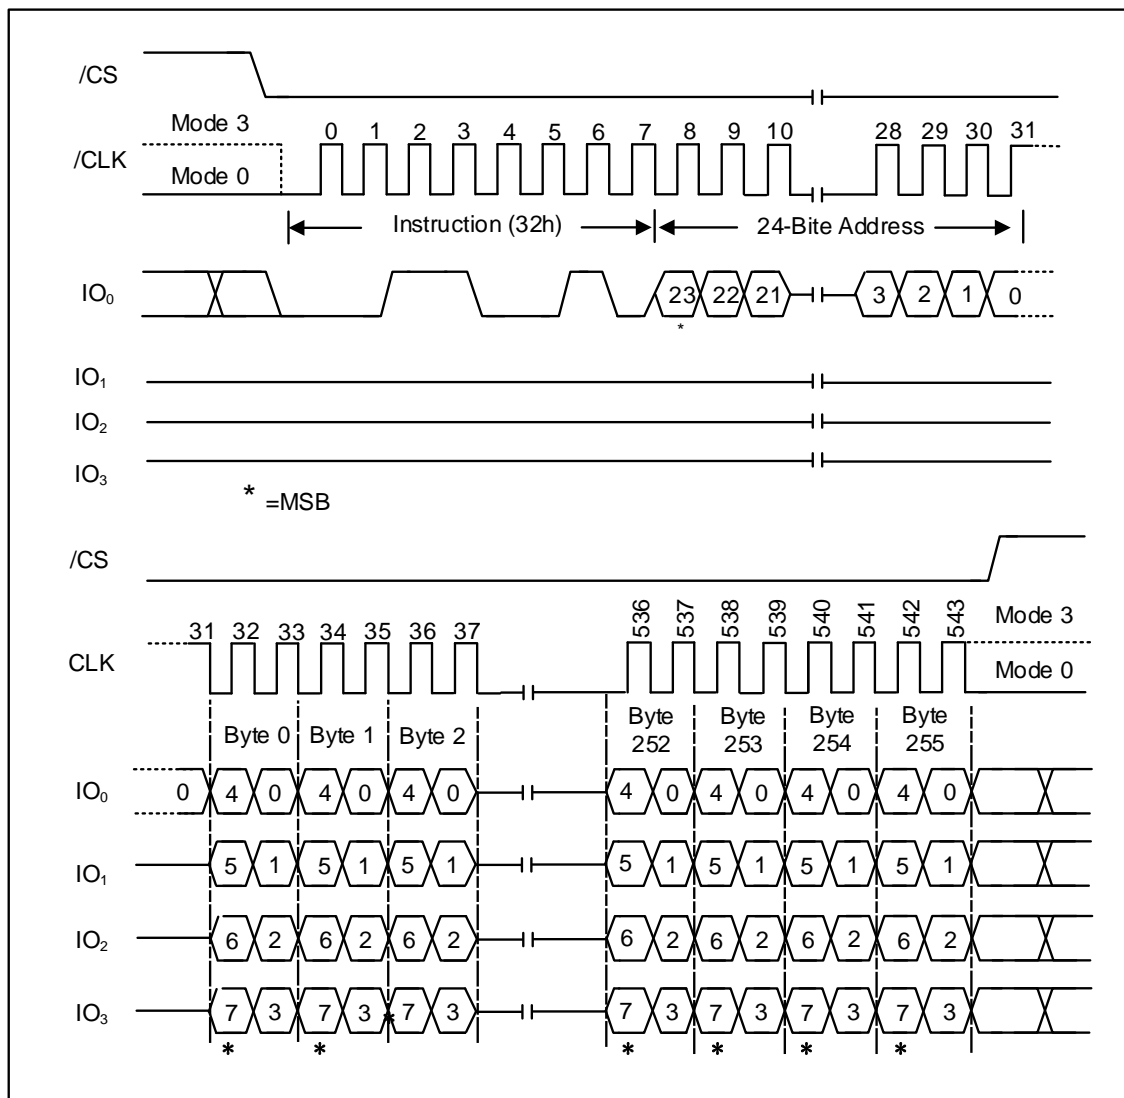 /CS
Mode 3
0 1 2 3 4 5 6 7 8 9 10 28 29 30 31
/CLK
Mode 0
Instruction (32h) 24-Bite Address
IO₀ 23 22 21 3 2 1 0
*
IO₁
IO₂
IO₃
* =MSB
/CS
31 32 33 34 35 36 37 536 537 538 539 540 541 542 543 Mode 3
CLK Mode 0
Byte 0 Byte 1 Byte 2 Byte 252 Byte 253 Byte 254 Byte 255
IO₀ 0 4 0 4 0 4 0 4 0 4 0 4 0 4 0
IO₁ 5 1 5 1 5 1 5 1 5 1 5 1 5 1
IO₂ 6 2 6 2 6 2 6 2 6 2 6 2 6 2
IO₃ 7 3 7 3 * 7 3 7 3 7 3 7 3 7 3
* * * * * *